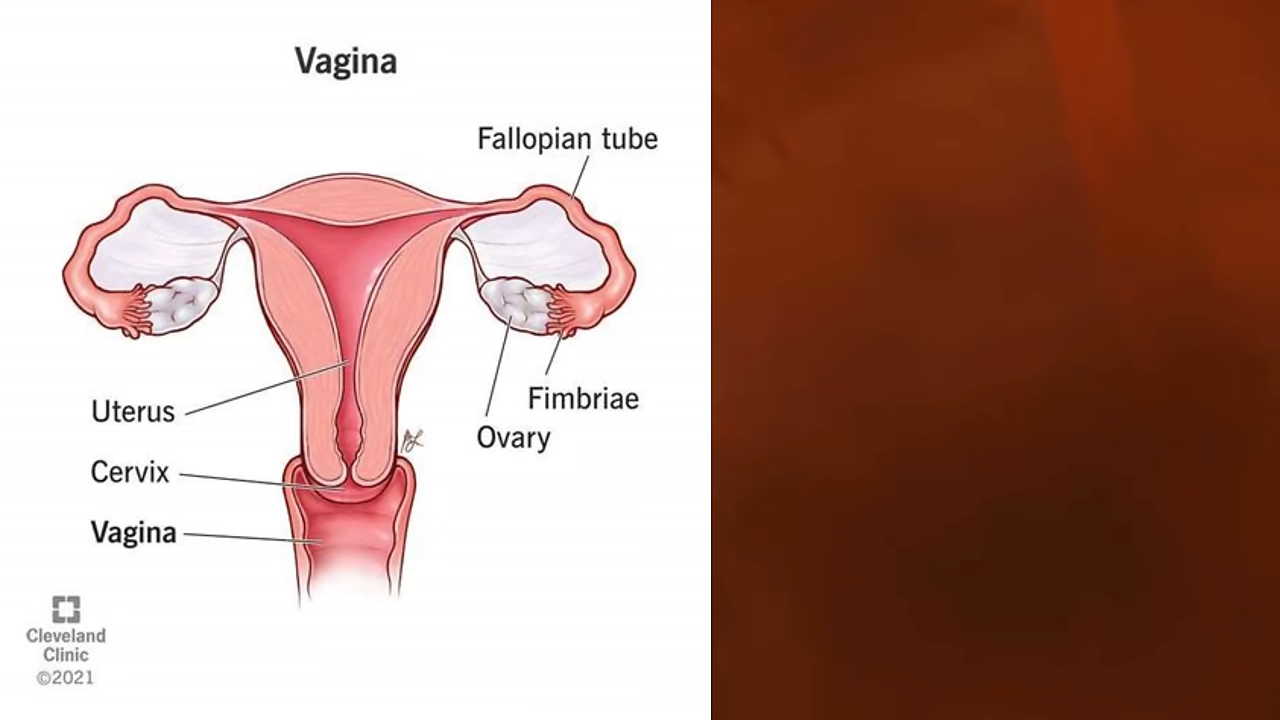 Vagina
Fallopian tube
Fimbriae
Ovary
Uterus
Cervix
Vagina
Cleveland
Clinic
©2021